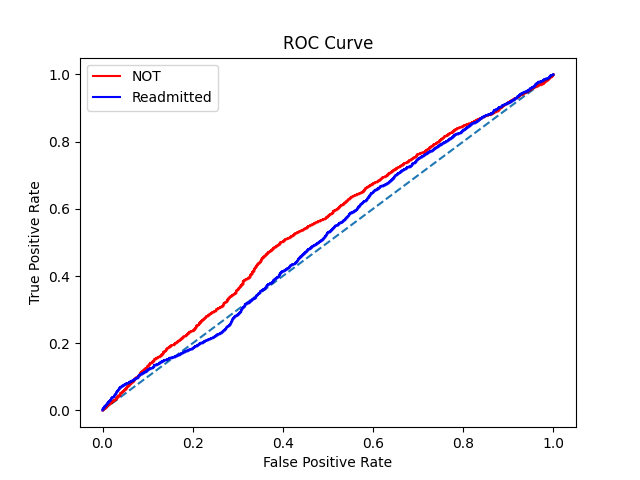 ROC Curve
NOT
Readmitted
True Positive Rate
1.0
0.8
0.6
0.4
0.2
0.0
0.0 0.2 0.4 0.6 0.8 1.0
False Positive Rate